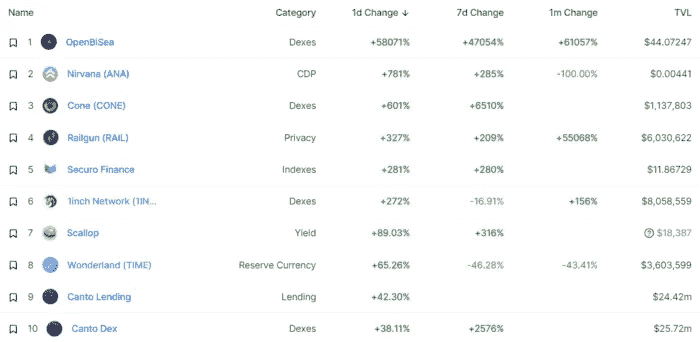 Name Category 1d Change ↓ 7d Change 1m Change TVL
1 OpenBiSea Dexes +58071% +47054% +61057% $44.07247
2 Nirvana (ANA) CDP +781% +285% -100.00% $0.00441
3 Cone (CONE) Dexes +601% +6510% $1,137,803
4 Railgun (RAIL) Privacy +327% +209% +55068% $6,030,622
5 Securo Finance Indexes +281% +280% $11.86729
6 1inch Network (1IN... Dexes +272% -16.91% +156% $8,058,559
7 Scallop Yield +89.03% +316% ? $18,387
8 Wonderland (TIME) Reserve Currency +65.26% -46.28% -43.41% $3,603,599
9 Canto Lending Lending +42.30% $24.42m
10 Canto Dex Dexes +38.11% +2576% $25.72m